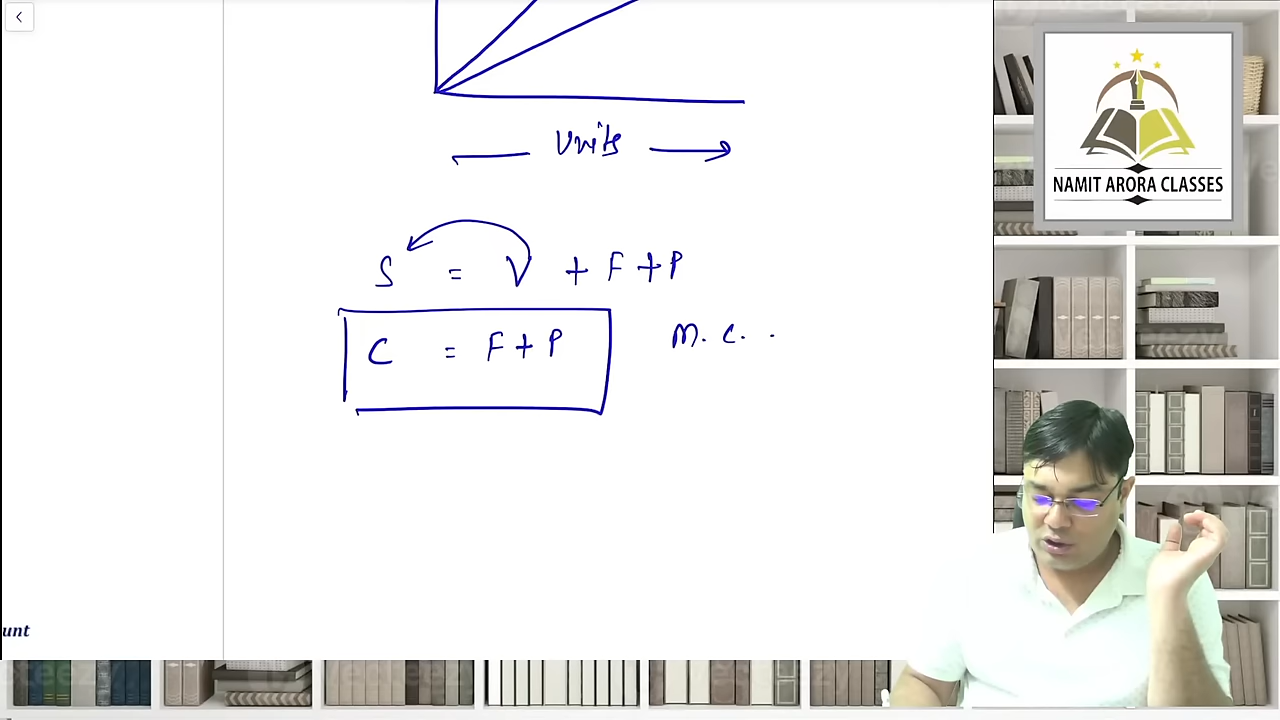 Units
S = V + F + P
C = F + P
M. C. .
NAMIT ARORA CLASSES
unt